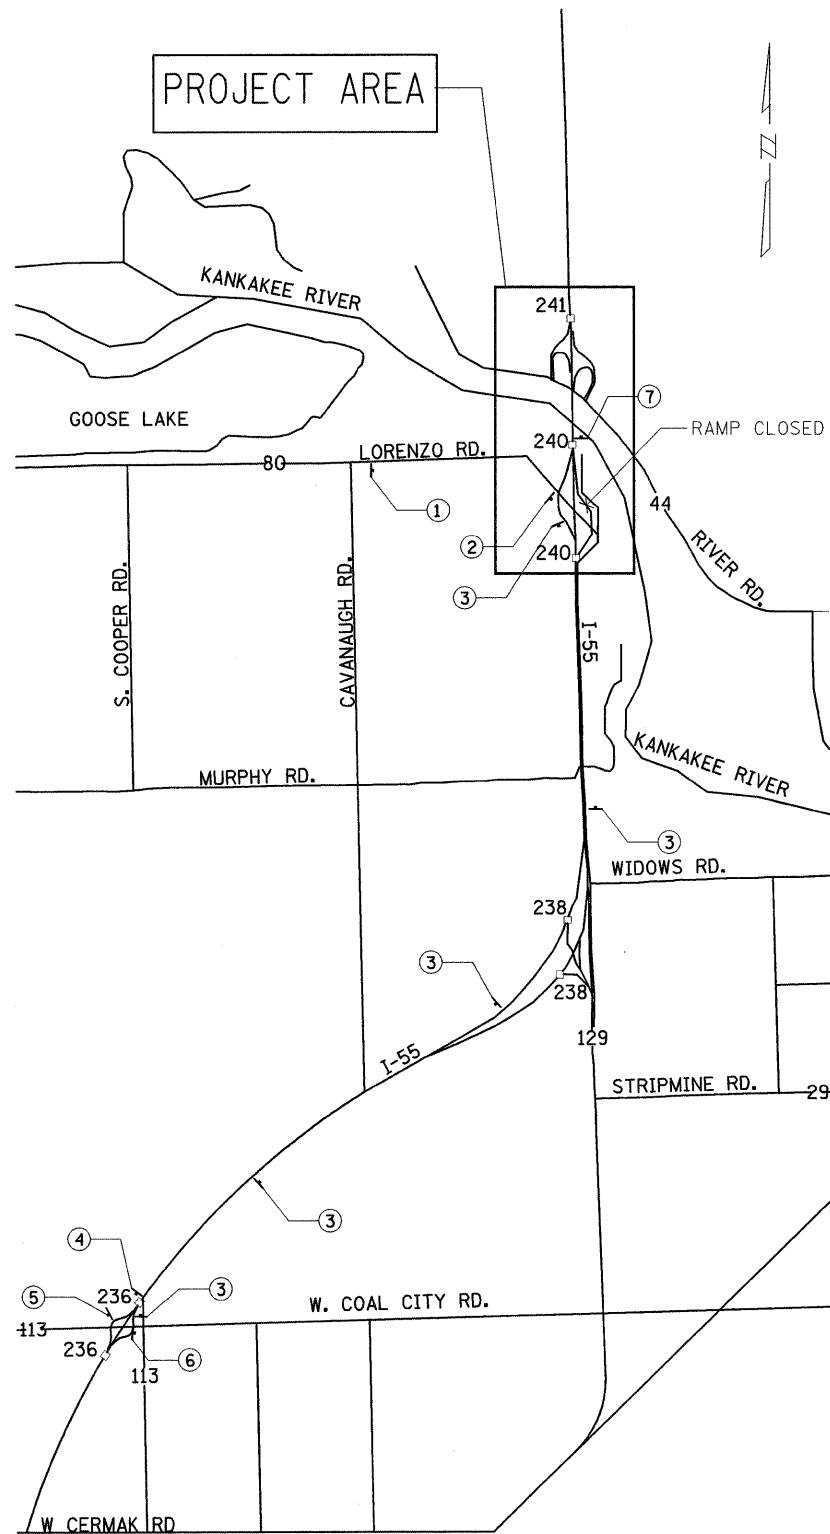 PROJECT AREA
N
KANKAKEE RIVER
241
GOOSE LAKE
7
240
RAMP CLOSED
LORENZO RD.
80
1
44
2
240
RIVER RD.
3
S. COOPER RD.
CAVANAUGH RD.
I-55
MURPHY RD.
KANKAKEE RIVER
3
WIDOWS RD.
238
3
238
129
I-55
STRIPMINE RD.
29
3
4
236
5
3
W. COAL CITY RD.
113
236
6
113
W CERMAK RD